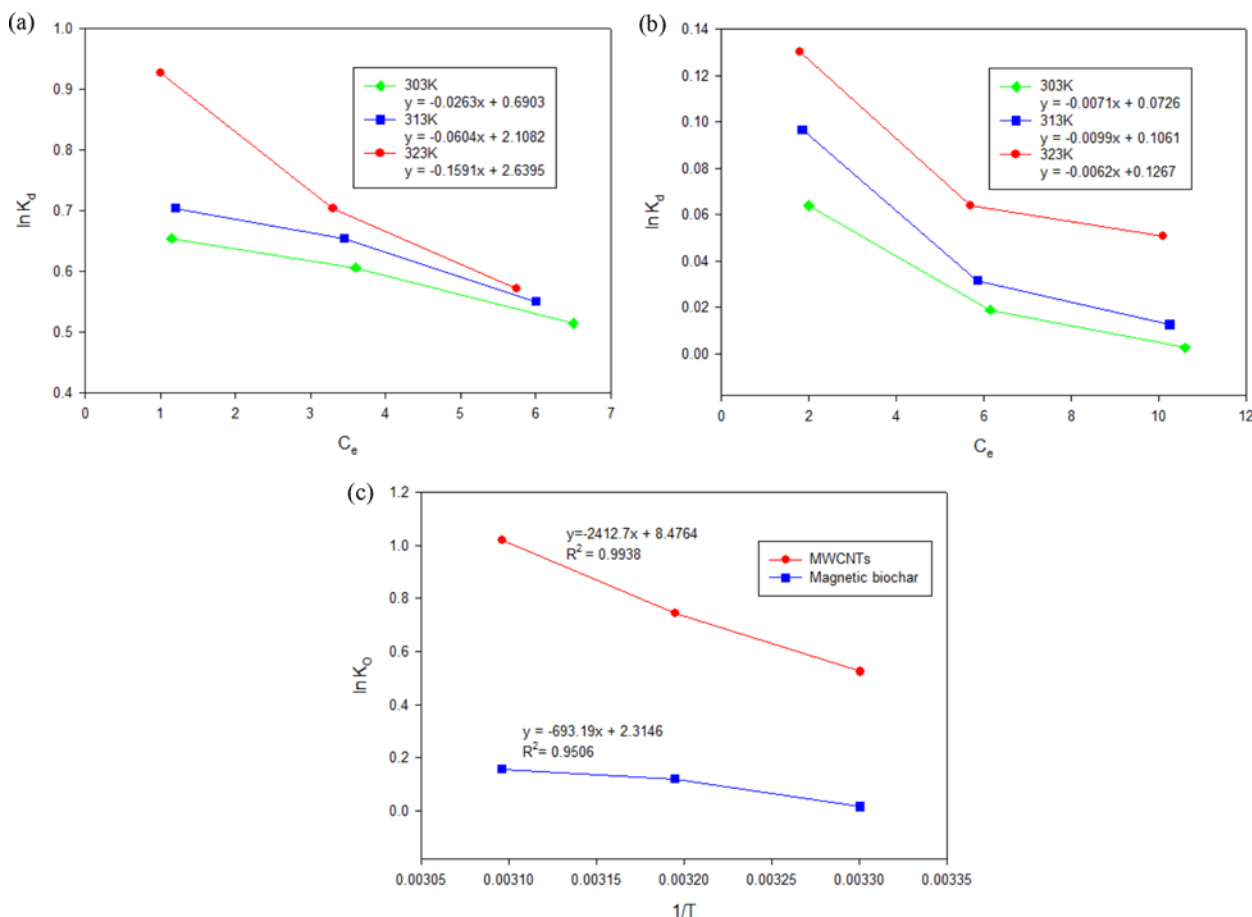 (a)
1.0
0.9
0.8
0.7
0.6
0.5
0.4
ln K_d
0 1 2 3 4 5 6 7
C_e
303K
y = -0.0263x + 0.6903
313K
y = -0.0604x + 2.1082
323K
y = -0.1591x + 2.6395
(b)
0.14
0.12
0.10
0.08
0.06
0.04
0.02
0.00
ln K_d
0 2 4 6 8 10 12
C_e
303K
y = -0.0071x + 0.0726
313K
y = -0.0099x + 0.1061
323K
y = -0.0062x +0.1267
(c)
1.2
1.0
0.8
0.6
0.4
0.2
0.0
ln K_O
y=-2412.7x + 8.4764
R² = 0.9938
MWCNTs
Magnetic biochar
y = -693.19x + 2.3146
R²= 0.9506
0.00305 0.00310 0.00315 0.00320 0.00325 0.00330 0.00335
1/T